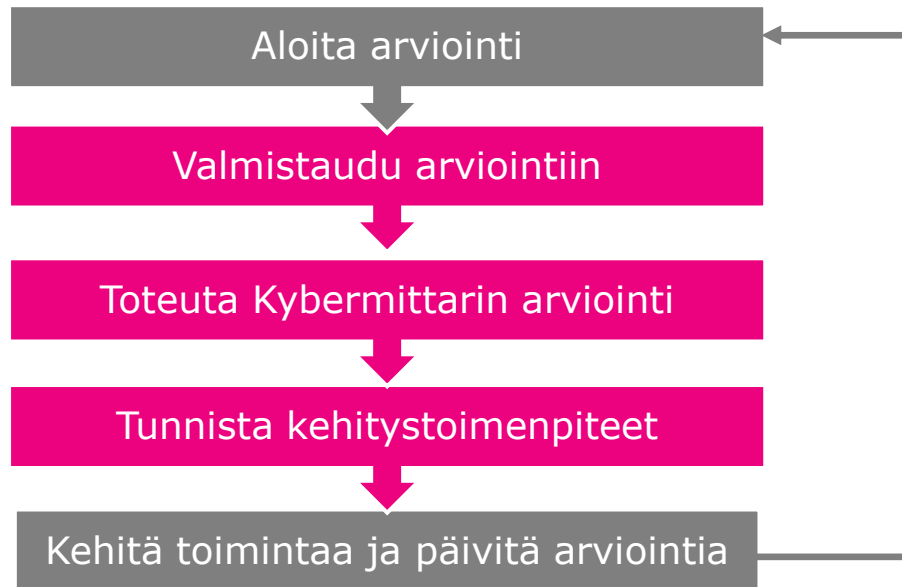 Aloita arviointi
Valmistaudu arviointiin
Toteuta Kybermittarin arviointi
Tunnista kehitystoimenpiteet
Kehitä toimintaa ja päivitä arviointia